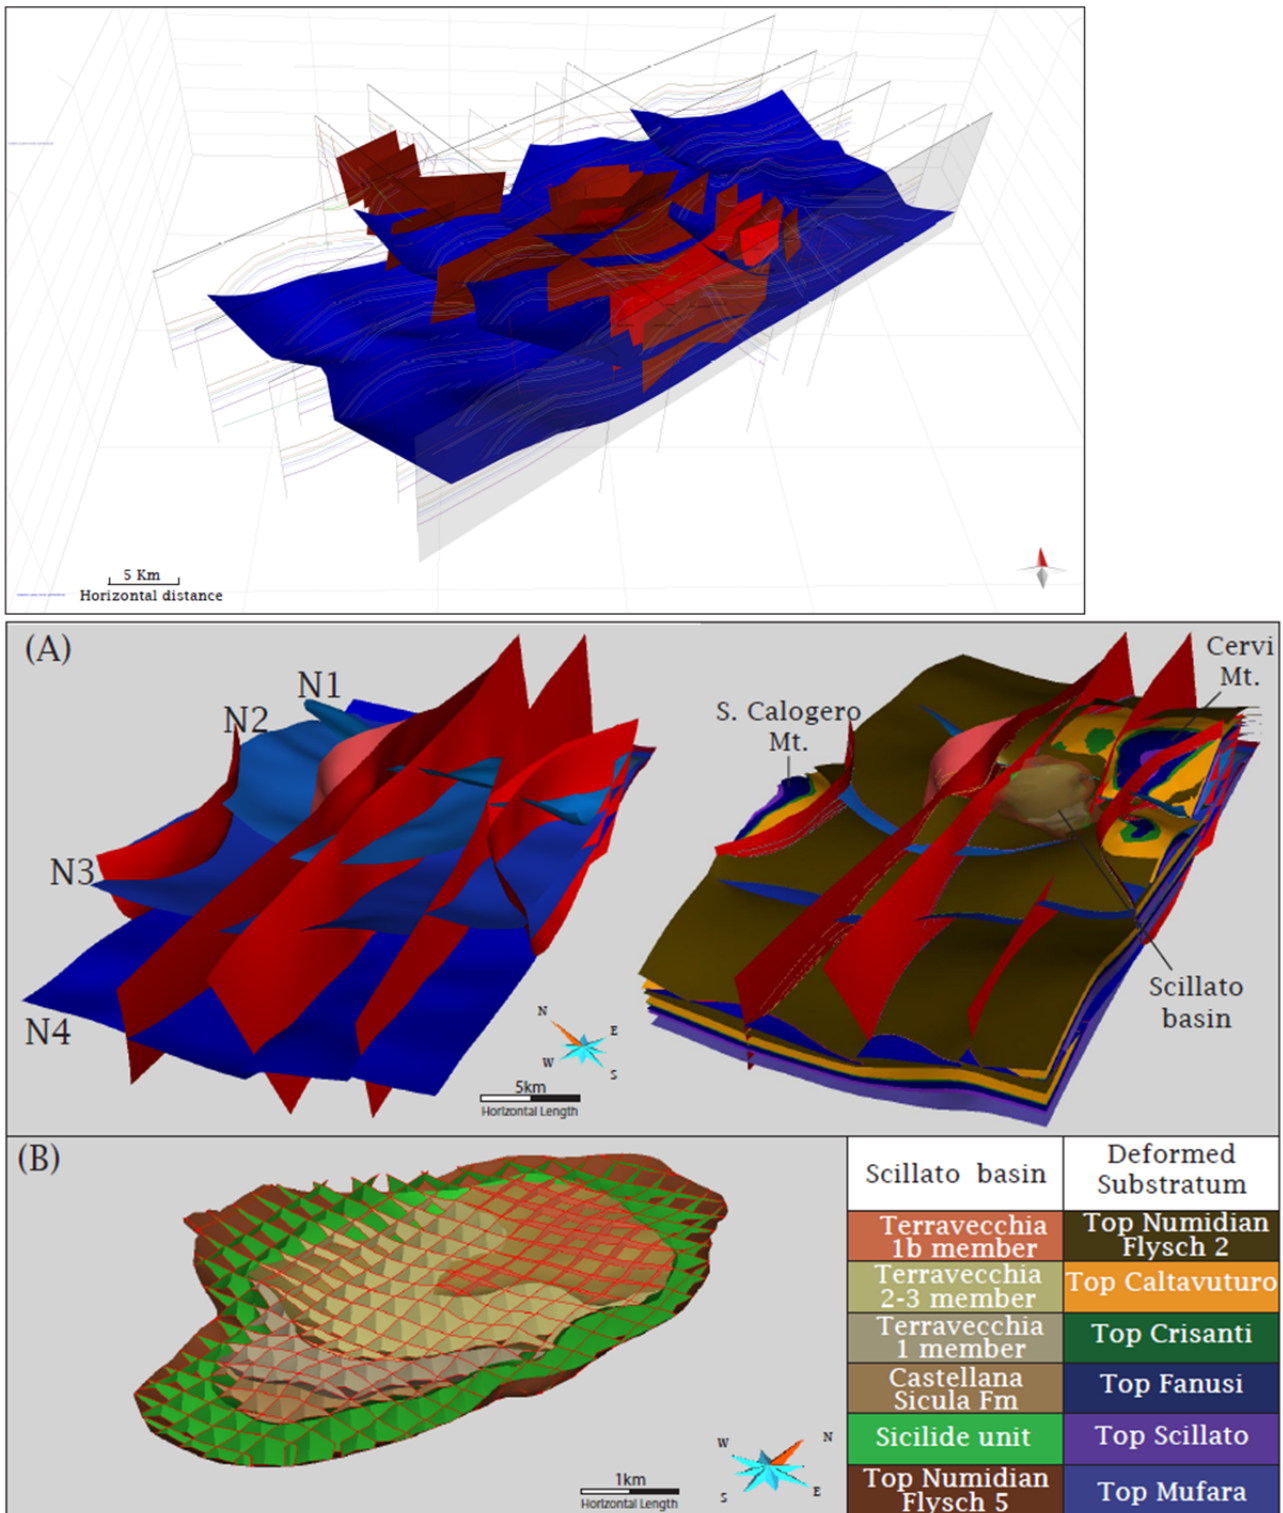 5 Km
Horizontal distance
(A)
N1
N2
N3
N4
N
E
W
S
5km
Horizontal Length
S. Calogero
Mt.
Cervi
Mt.
Scillato
basin
(B)
W
N
S
E
1km
Horizontal Length
Scillato basin
Deformed
Substratum
Terravecchia
1b member
Top Numidian
Flysch 2
Terravecchia
2-3 member
Top Caltavuturo
Terravecchia
1 member
Top Crisanti
Castellana
Sicula Fm
Top Fanusi
Sicilide unit
Top Scillato
Top Numidian
Flysch 5
Top Mufara